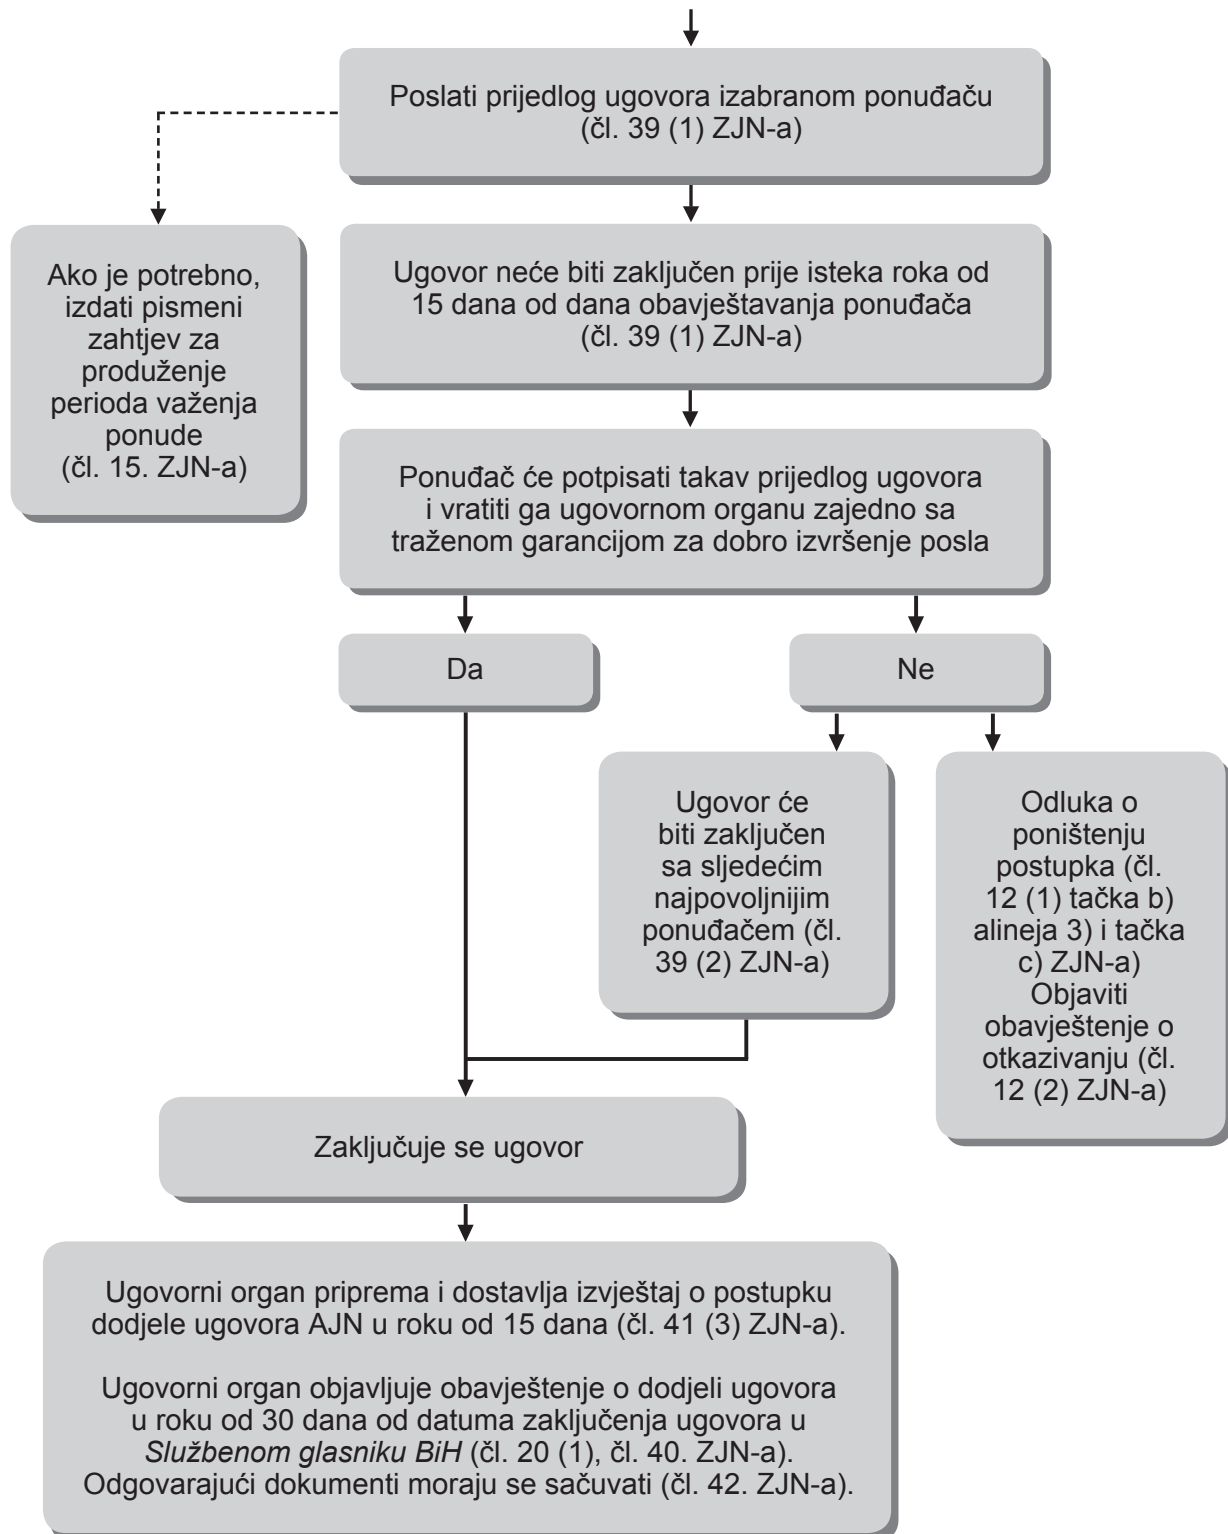 Poslati prijedlog ugovora izabranom ponuđaču
(čl. 39 (1) ZJN-a)
Ako je potrebno,
izdati pismeni
zahtjev za
produženje
perioda važenja
ponude
(čl. 15. ZJN-a)
Ugovor neće biti zaključen prije isteka roka od
15 dana od dana obavještavanja ponuđača
(čl. 39 (1) ZJN-a)
Ponuđač će potpisati takav prijedlog ugovora
i vratiti ga ugovornom organu zajedno sa
traženom garancijom za dobro izvršenje posla
Da
Ne
Ugovor će
biti zaključen
sa sljedećim
najpovoljnijim
ponuđačem (čl.
39 (2) ZJN-a)
Odluka o
poništenju
postupka (čl.
12 (1) tačka b)
alineja 3) i tačka
c) ZJN-a)
Objaviti
obavještenje o
otkazivanju (čl.
12 (2) ZJN-a)
Zaključuje se ugovor
Ugovorni organ priprema i dostavlja izvještaj o postupku
dodjele ugovora AJN u roku od 15 dana (čl. 41 (3) ZJN-a).
Ugovorni organ objavljuje obavještenje o dodjeli ugovora
u roku od 30 dana od datuma zaključenja ugovora u
Službenom glasniku BiH (čl. 20 (1), čl. 40. ZJN-a).
Odgovarajući dokumenti moraju se sačuvati (čl. 42. ZJN-a).